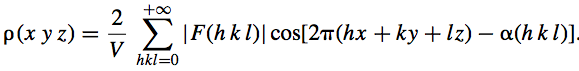 ρ(x y z) = 2/V +∞∑hkl=0 |F(h k l)| cos[2π(hx + ky + lz) − α(h k l)].